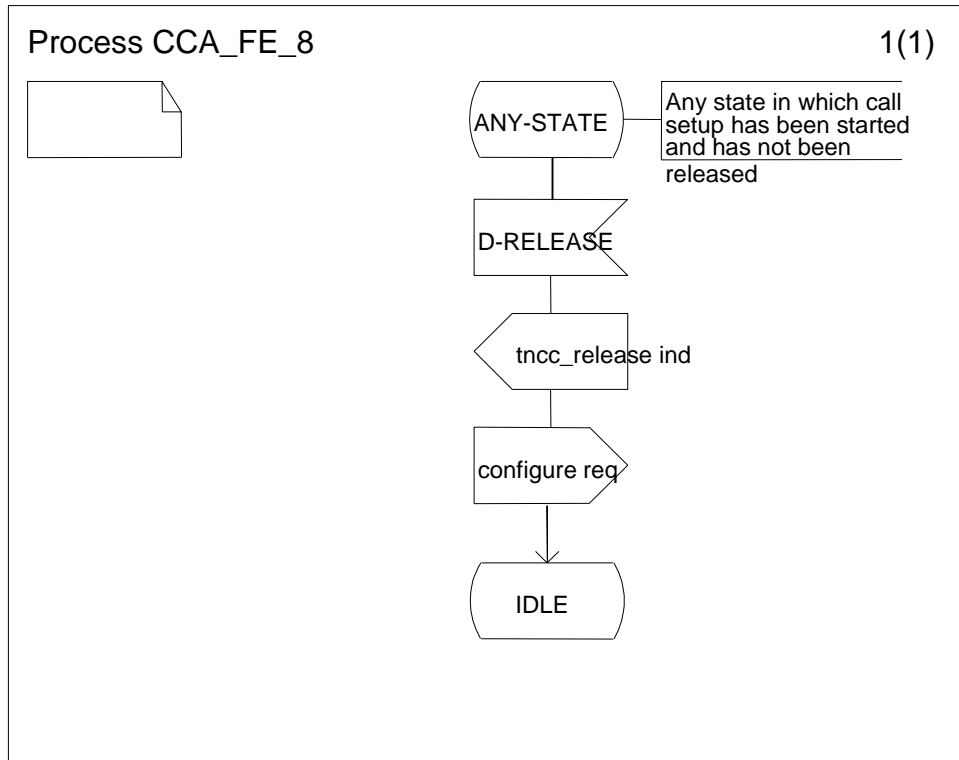 Process CCA_FE_8
1(1)
ANY-STATE
Any state in which call
setup has been started
and has not been
released
D-RELEASE
tncc_release ind
configure req
IDLE